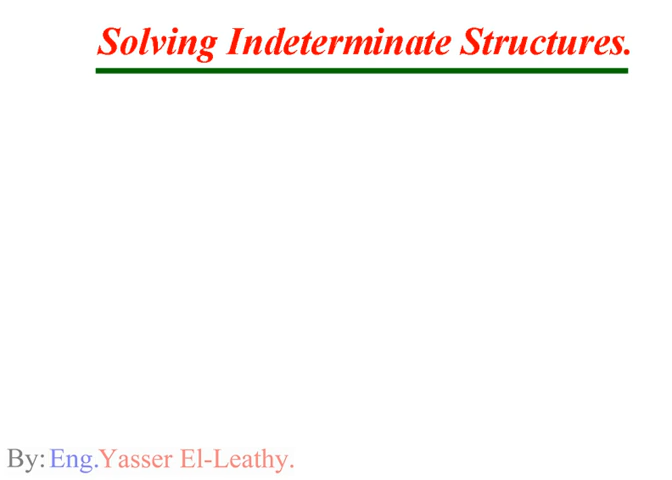 Solving Indeterminate Structures.
By: Eng. Yasser El-Leathy.